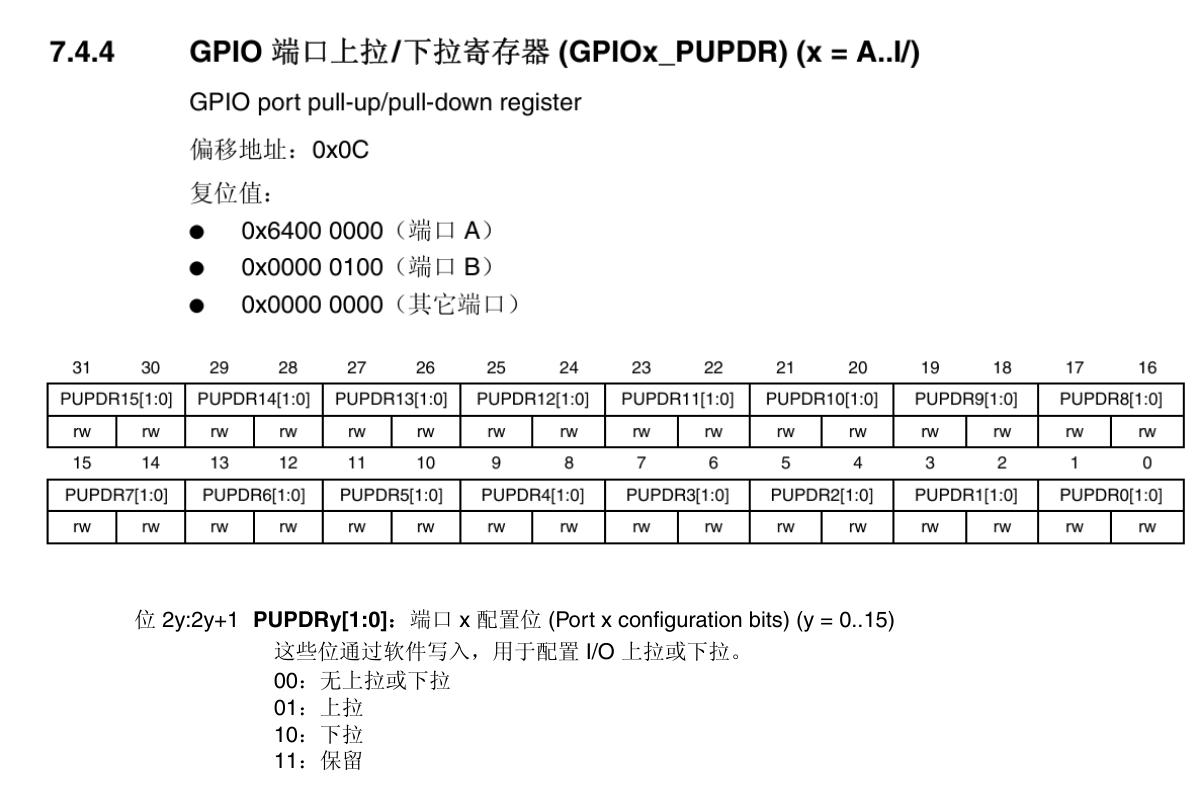 7.4.4 GPIO 端口上拉/下拉寄存器 (GPIOx_PUPDR) (x = A..I/)
GPIO port pull-up/pull-down register
偏移地址：0x0C
复位值：
● 0x6400 0000（端口 A）
● 0x0000 0100（端口 B）
● 0x0000 0000（其它端口）
31 30 29 28 27 26 25 24 23 22 21 20 19 18 17 16
PUPDR15[1:0] PUPDR14[1:0] PUPDR13[1:0] PUPDR12[1:0] PUPDR11[1:0] PUPDR10[1:0] PUPDR9[1:0] PUPDR8[1:0]
rw rw rw rw rw rw rw rw rw rw rw rw rw rw rw rw
15 14 13 12 11 10 9 8 7 6 5 4 3 2 1 0
PUPDR7[1:0] PUPDR6[1:0] PUPDR5[1:0] PUPDR4[1:0] PUPDR3[1:0] PUPDR2[1:0] PUPDR1[1:0] PUPDR0[1:0]
rw rw rw rw rw rw rw rw rw rw rw rw rw rw rw rw
位 2y:2y+1 PUPDRy[1:0]：端口 x 配置位 (Port x configuration bits) (y = 0..15)
这些位通过软件写入，用于配置 I/O 上拉或下拉。
00：无上拉或下拉
01：上拉
10：下拉
11：保留